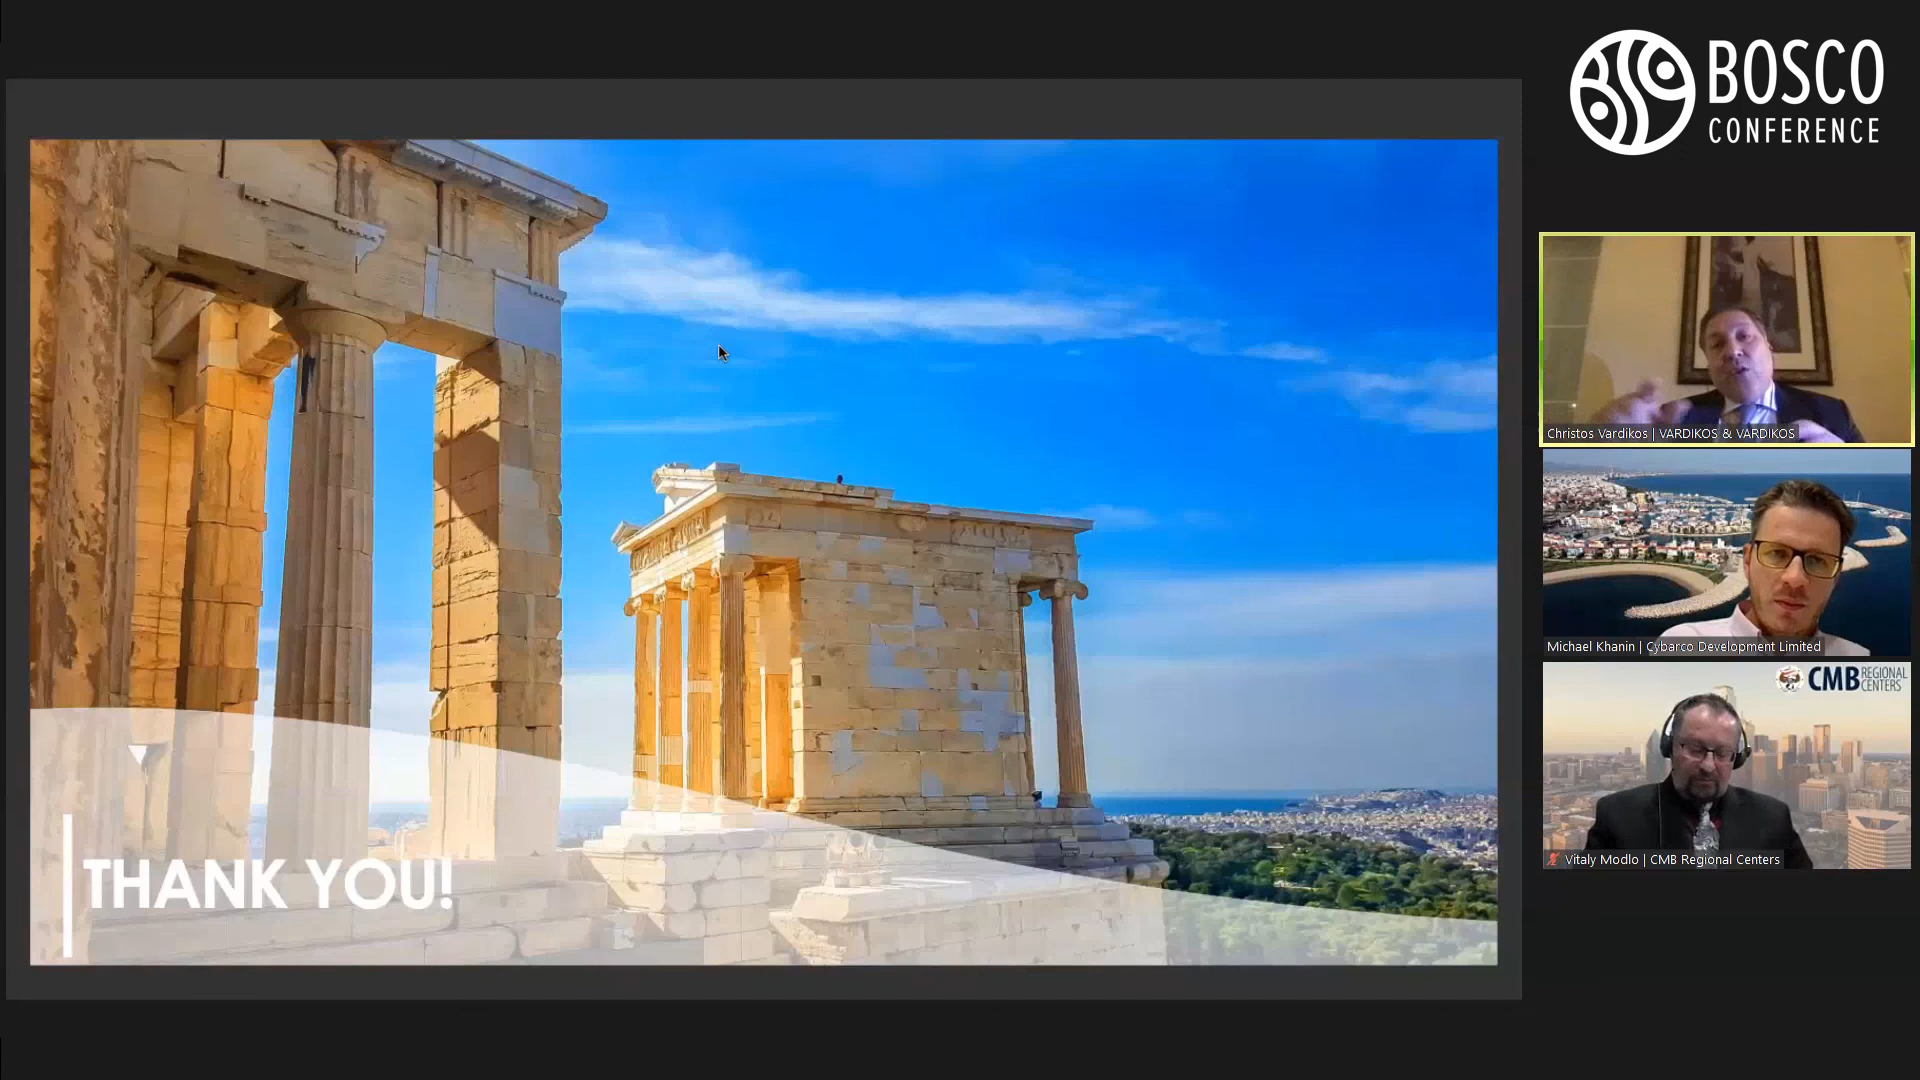 BOSCO
CONFERENCE
Christos Vardikos | VARDIKOS & VARDIKOS
Michael Khanin | Cybarco Development Limited
CMB REGIONAL
CENTERS
Vitaly Modlo | CMB Regional Centers
THANK YOU!